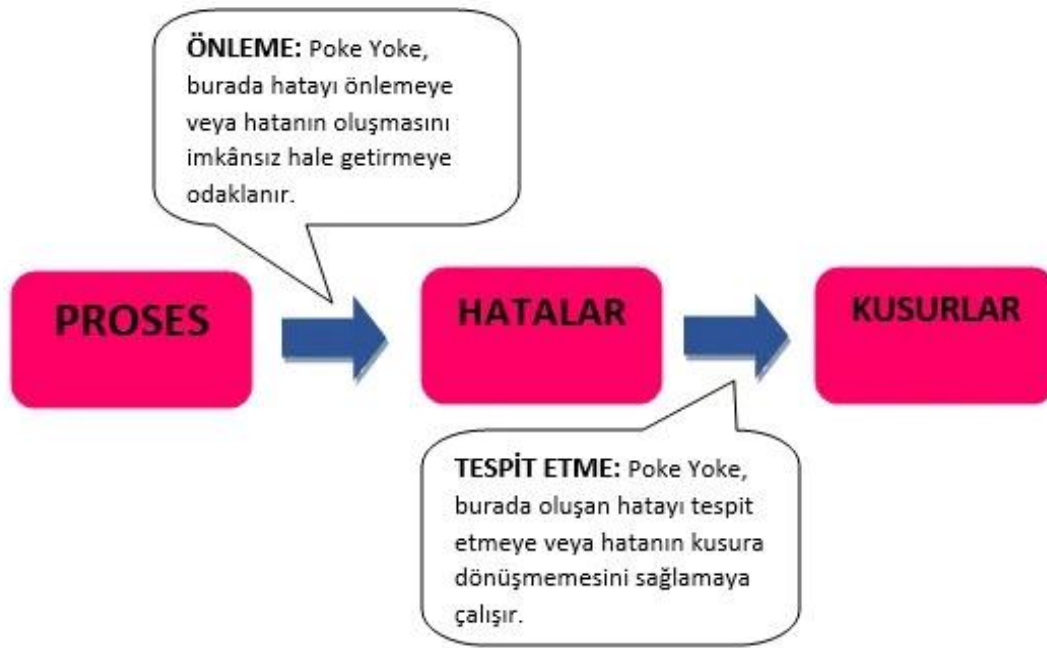 ÖNLEME: Poke Yoke,
burada hatayı önlemeye
veya hatanın oluşmasını
imkânsız hale getirmeye
odaklanır.
PROSES
HATALAR
KUSURLAR
TESPİT ETME: Poke Yoke,
burada oluşan hatayı tespit
etmeye veya hatanın kusura
dönüşmemesini sağlamaya
çalışır.